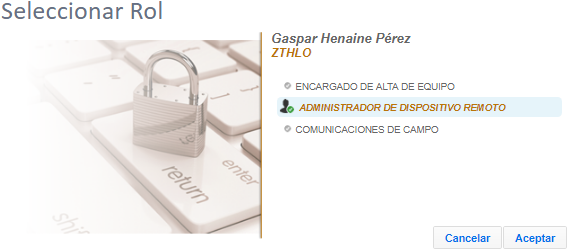 Seleccionar Rol
Gaspar Henaine Pérez
ZTHLO
ENCARGADO DE ALTA DE EQUIPO
ADMINISTRADOR DE DISPOSITIVO REMOTO
COMUNICACIONES DE CAMPO
enter
return
shift
Cancelar
Aceptar